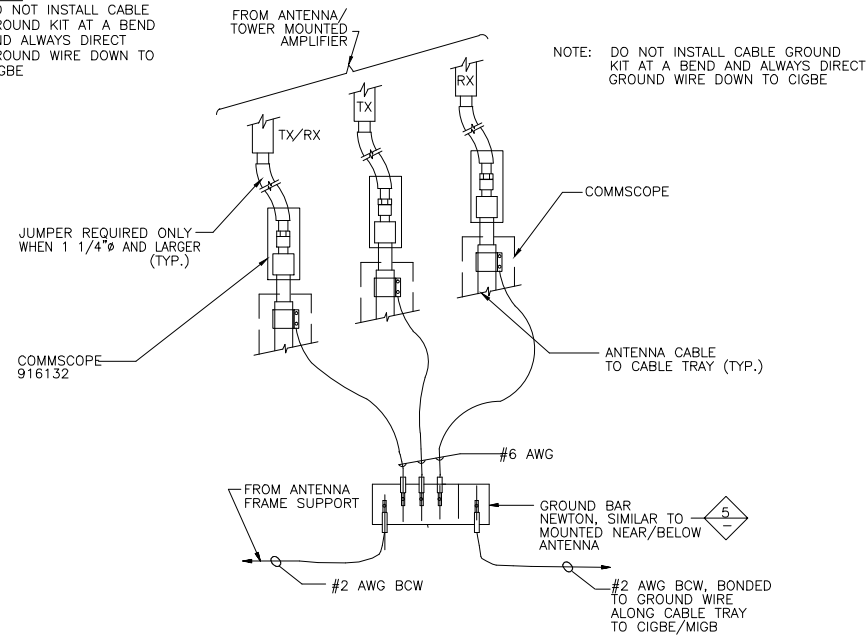 O NOT INSTALL CABLE
ROUND KIT AT A BEND
ND ALWAYS DIRECT
ROUND WIRE DOWN TO
GBE
FROM ANTENNA/
TOWER MOUNTED
AMPLIFIER
NOTE: DO NOT INSTALL CABLE GROUND
KIT AT A BEND AND ALWAYS DIRECT
GROUND WIRE DOWN TO CIGBE
RX
TX
TX/RX
COMMSCOPE
JUMPER REQUIRED ONLY
WHEN 1 1/4"ø AND LARGER
(TYP.)
COMMSCOPE
916132
ANTENNA CABLE
TO CABLE TRAY (TYP.)
#6 AWG
FROM ANTENNA
FRAME SUPPORT
GROUND BAR
NEWTON, SIMILAR TO
MOUNTED NEAR/BELOW
ANTENNA
5
–
#2 AWG BCW
#2 AWG BCW, BONDED
TO GROUND WIRE
ALONG CABLE TRAY
TO CIGBE/MIGB